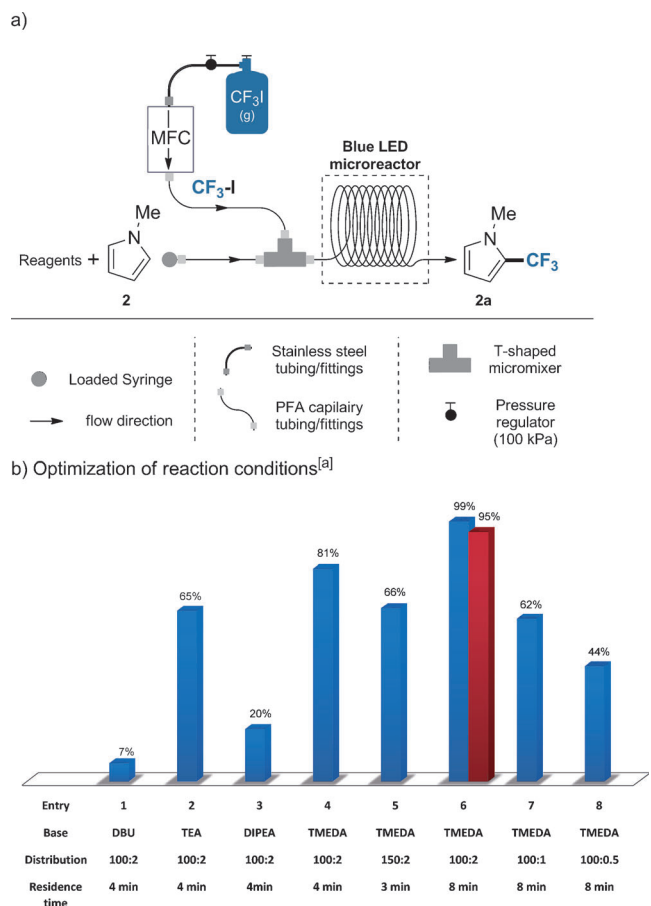 a)
CF3I
(g)
MFC
CF3-I
Blue LED
microreactor
Me
Reagents +
2
Me
CF3
2a
Loaded Syringe
flow direction
Stainless steel
tubing/fittings
PFA capilairy
tubing/fittings
T-shaped
micromixer
Pressure
regulator
(100 kPa)
b) Optimization of reaction conditions[a]
7%
65%
20%
81%
66%
99%
95%
62%
44%
Entry 1 2 3 4 5 6 7 8
Base DBU TEA DIPEA TMEDA TMEDA TMEDA TMEDA TMEDA
Distribution 100:2 100:2 100:2 100:2 150:2 100:2 100:1 100:0.5
Residence time 4 min 4 min 4min 4 min 3 min 8 min 8 min 8 min
N
N